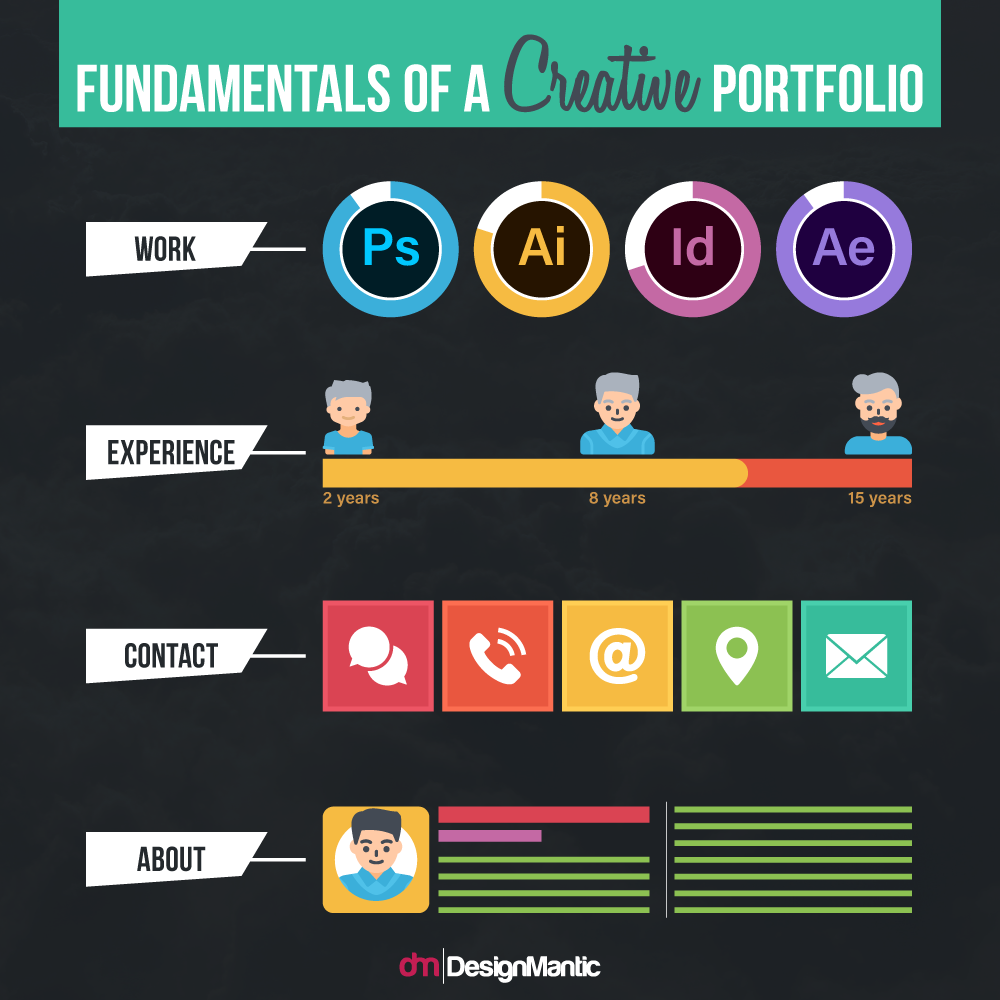 FUNDAMENTALS OF A Creative PORTFOLIO
WORK
Ps Ai Id Ae
EXPERIENCE
2 years 8 years 15 years
CONTACT
@
ABOUT
dm DesignMantic